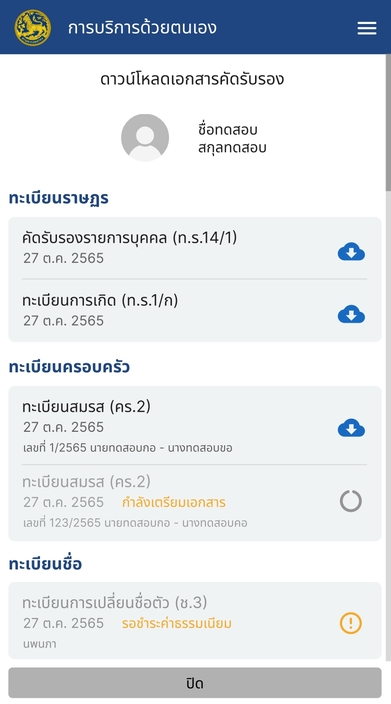 การบริการด้วยตนเอง
ดาวน์โหลดเอกสารคัดรับรอง
ชื่อทดสอบ
สกุลทดสอบ
ทะเบียนราษฎร
คัดรับรองรายการบุคคล (ท.ร.14/1)
27 ต.ค. 2565
ทะเบียนการเกิด (ท.ร.1/ก)
27 ต.ค. 2565
ทะเบียนครอบครัว
ทะเบียนสมรส (คร.2)
27 ต.ค. 2565
เลขที่ 1/2565 นายทดสอบกอ - นางทดสอบขอ
ทะเบียนสมรส (คร.2)
27 ต.ค. 2565 กำลังเตรียมเอกสาร
เลขที่ 123/2565 นายทดสอบกอ - นางทดสอบคอ
ทะเบียนชื่อ
ทะเบียนการเปลี่ยนชื่อตัว (ช.3)
27 ต.ค. 2565 รอชำระค่าธรรมเนียม
นพนภา
ปิด